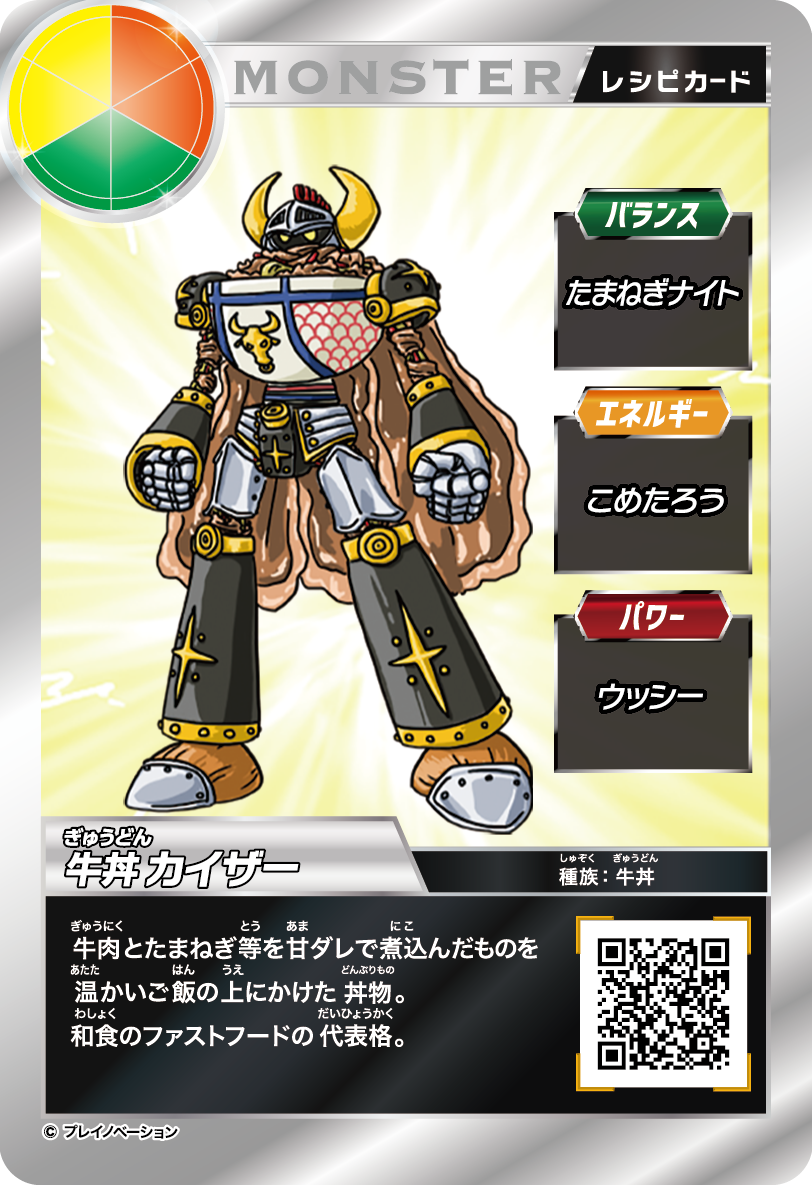 MONSTER
レシピカード
バランス
たまねぎナイト
エネルギー
こめたろう
パワー
ウッシー
ぎゅうどん
牛丼カイザー
しゅぞく ぎゅうどん
種族：牛丼
ぎゅうにく とう あま にこ
牛肉とたまねぎ等を甘ダレで煮込んだものを
あたた はん うえ どんぶりもの
温かいご飯の上にかけた丼物。
わしょく だいひょうかく
和食のファストフードの代表格。
© プレイノベーション